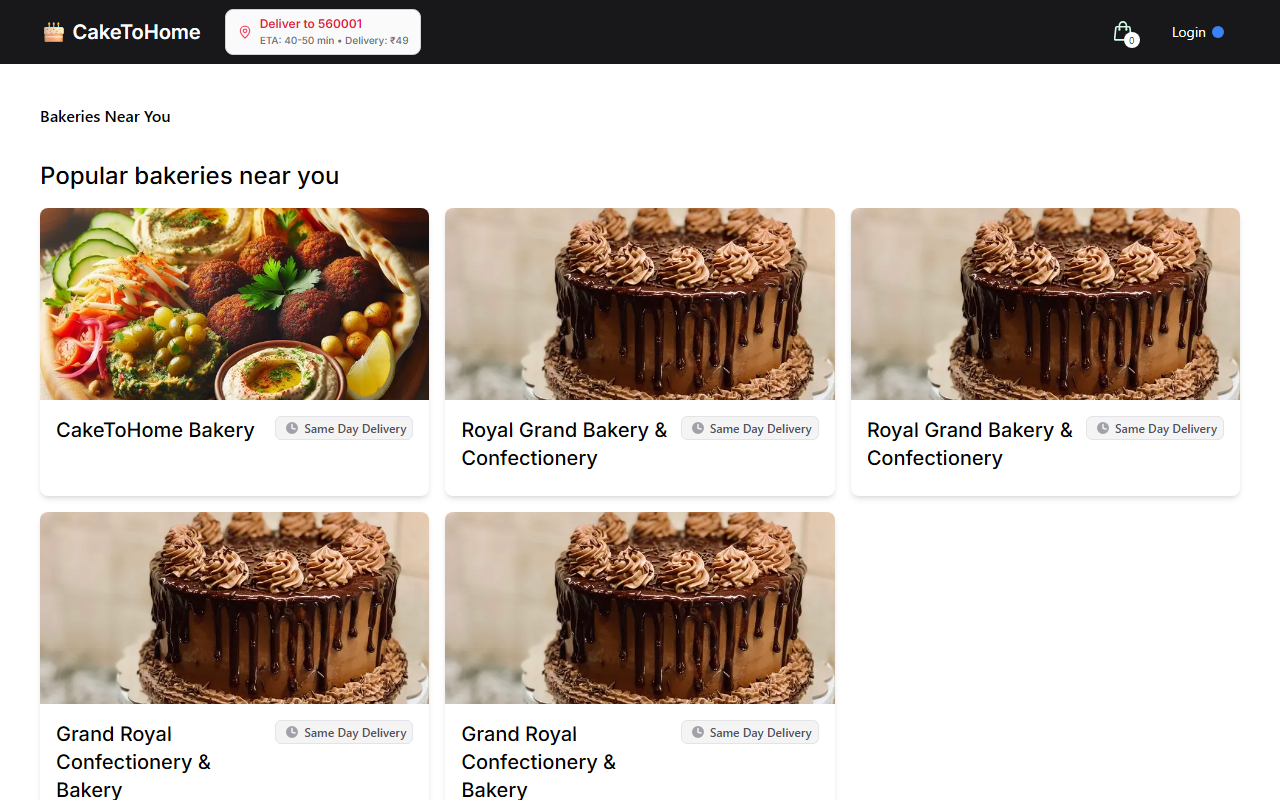 CakeToHome
Deliver to 560001
ETA: 40-50 min • Delivery: ₹49
0
Login
Bakeries Near You
Popular bakeries near you
CakeToHome Bakery
Same Day Delivery
Royal Grand Bakery &
Confectionery
Same Day Delivery
Royal Grand Bakery &
Confectionery
Same Day Delivery
Grand Royal
Confectionery &
Bakery
Same Day Delivery
Grand Royal
Confectionery &
Bakery
Same Day Delivery